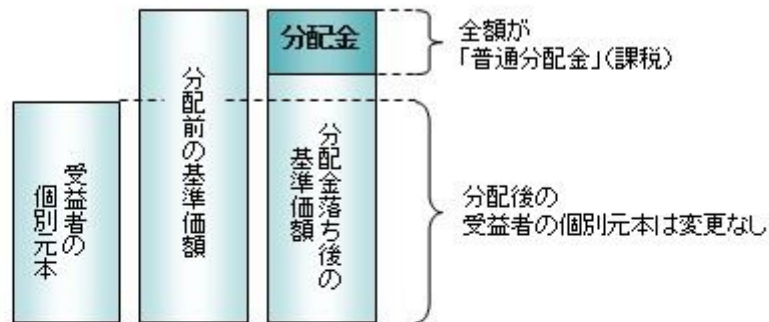 受益者の
個別元本
分配前の基準価額
分配金
分配金落ち後の
基準価額
全額が
「普通分配金」(課税)
分配後の
受益者の個別元本は変更なし